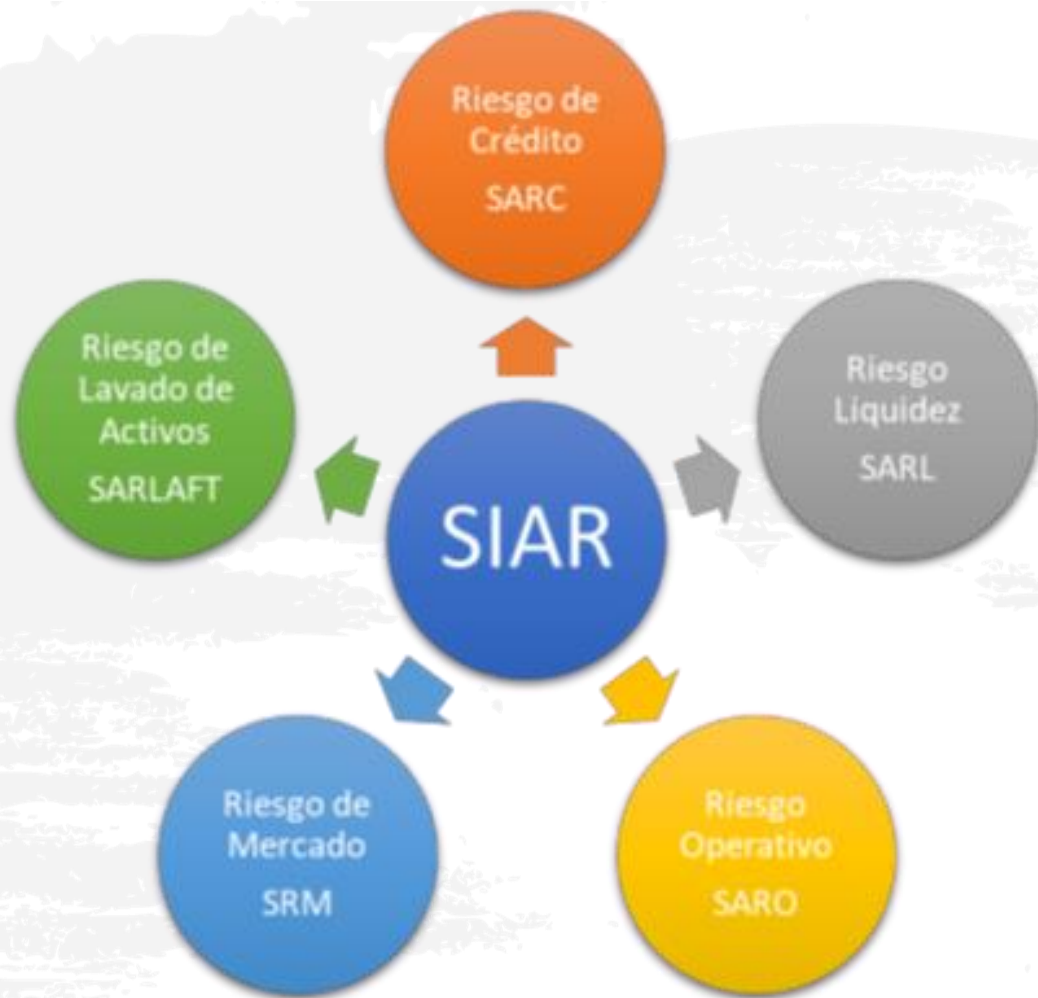 Riesgo de
Crédito
SARC
Riesgo de
Lavado de
Activos
SARLAFT
Riesgo
Líquidez
SARL
SIAR
Riesgo de
Mercado
SRM
Riesgo
Operativo
SARO